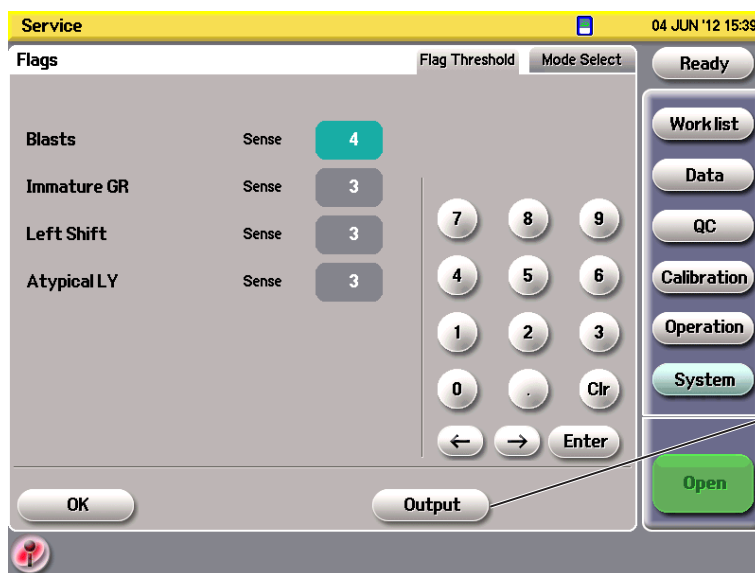 Service 04 JUN '12 15:39
Flags Flag Threshold Mode Select Ready
Work list
Blasts Sense 4
Data
Immature GR Sense 3
7 8 9 QC
Left Shift Sense 3
Atypical LY Sense 3
4 5 6 Calibration
1 2 3 Operation
0 . Clr System
← → Enter
Open
OK Output